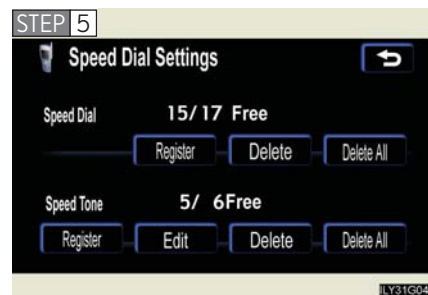 STEP 5
Speed Dial Settings
Speed Dial 15/17 Free
Register Delete Delete All
Speed Tone 5/ 6Free
Register Edit Delete Delete All
ILY31G04